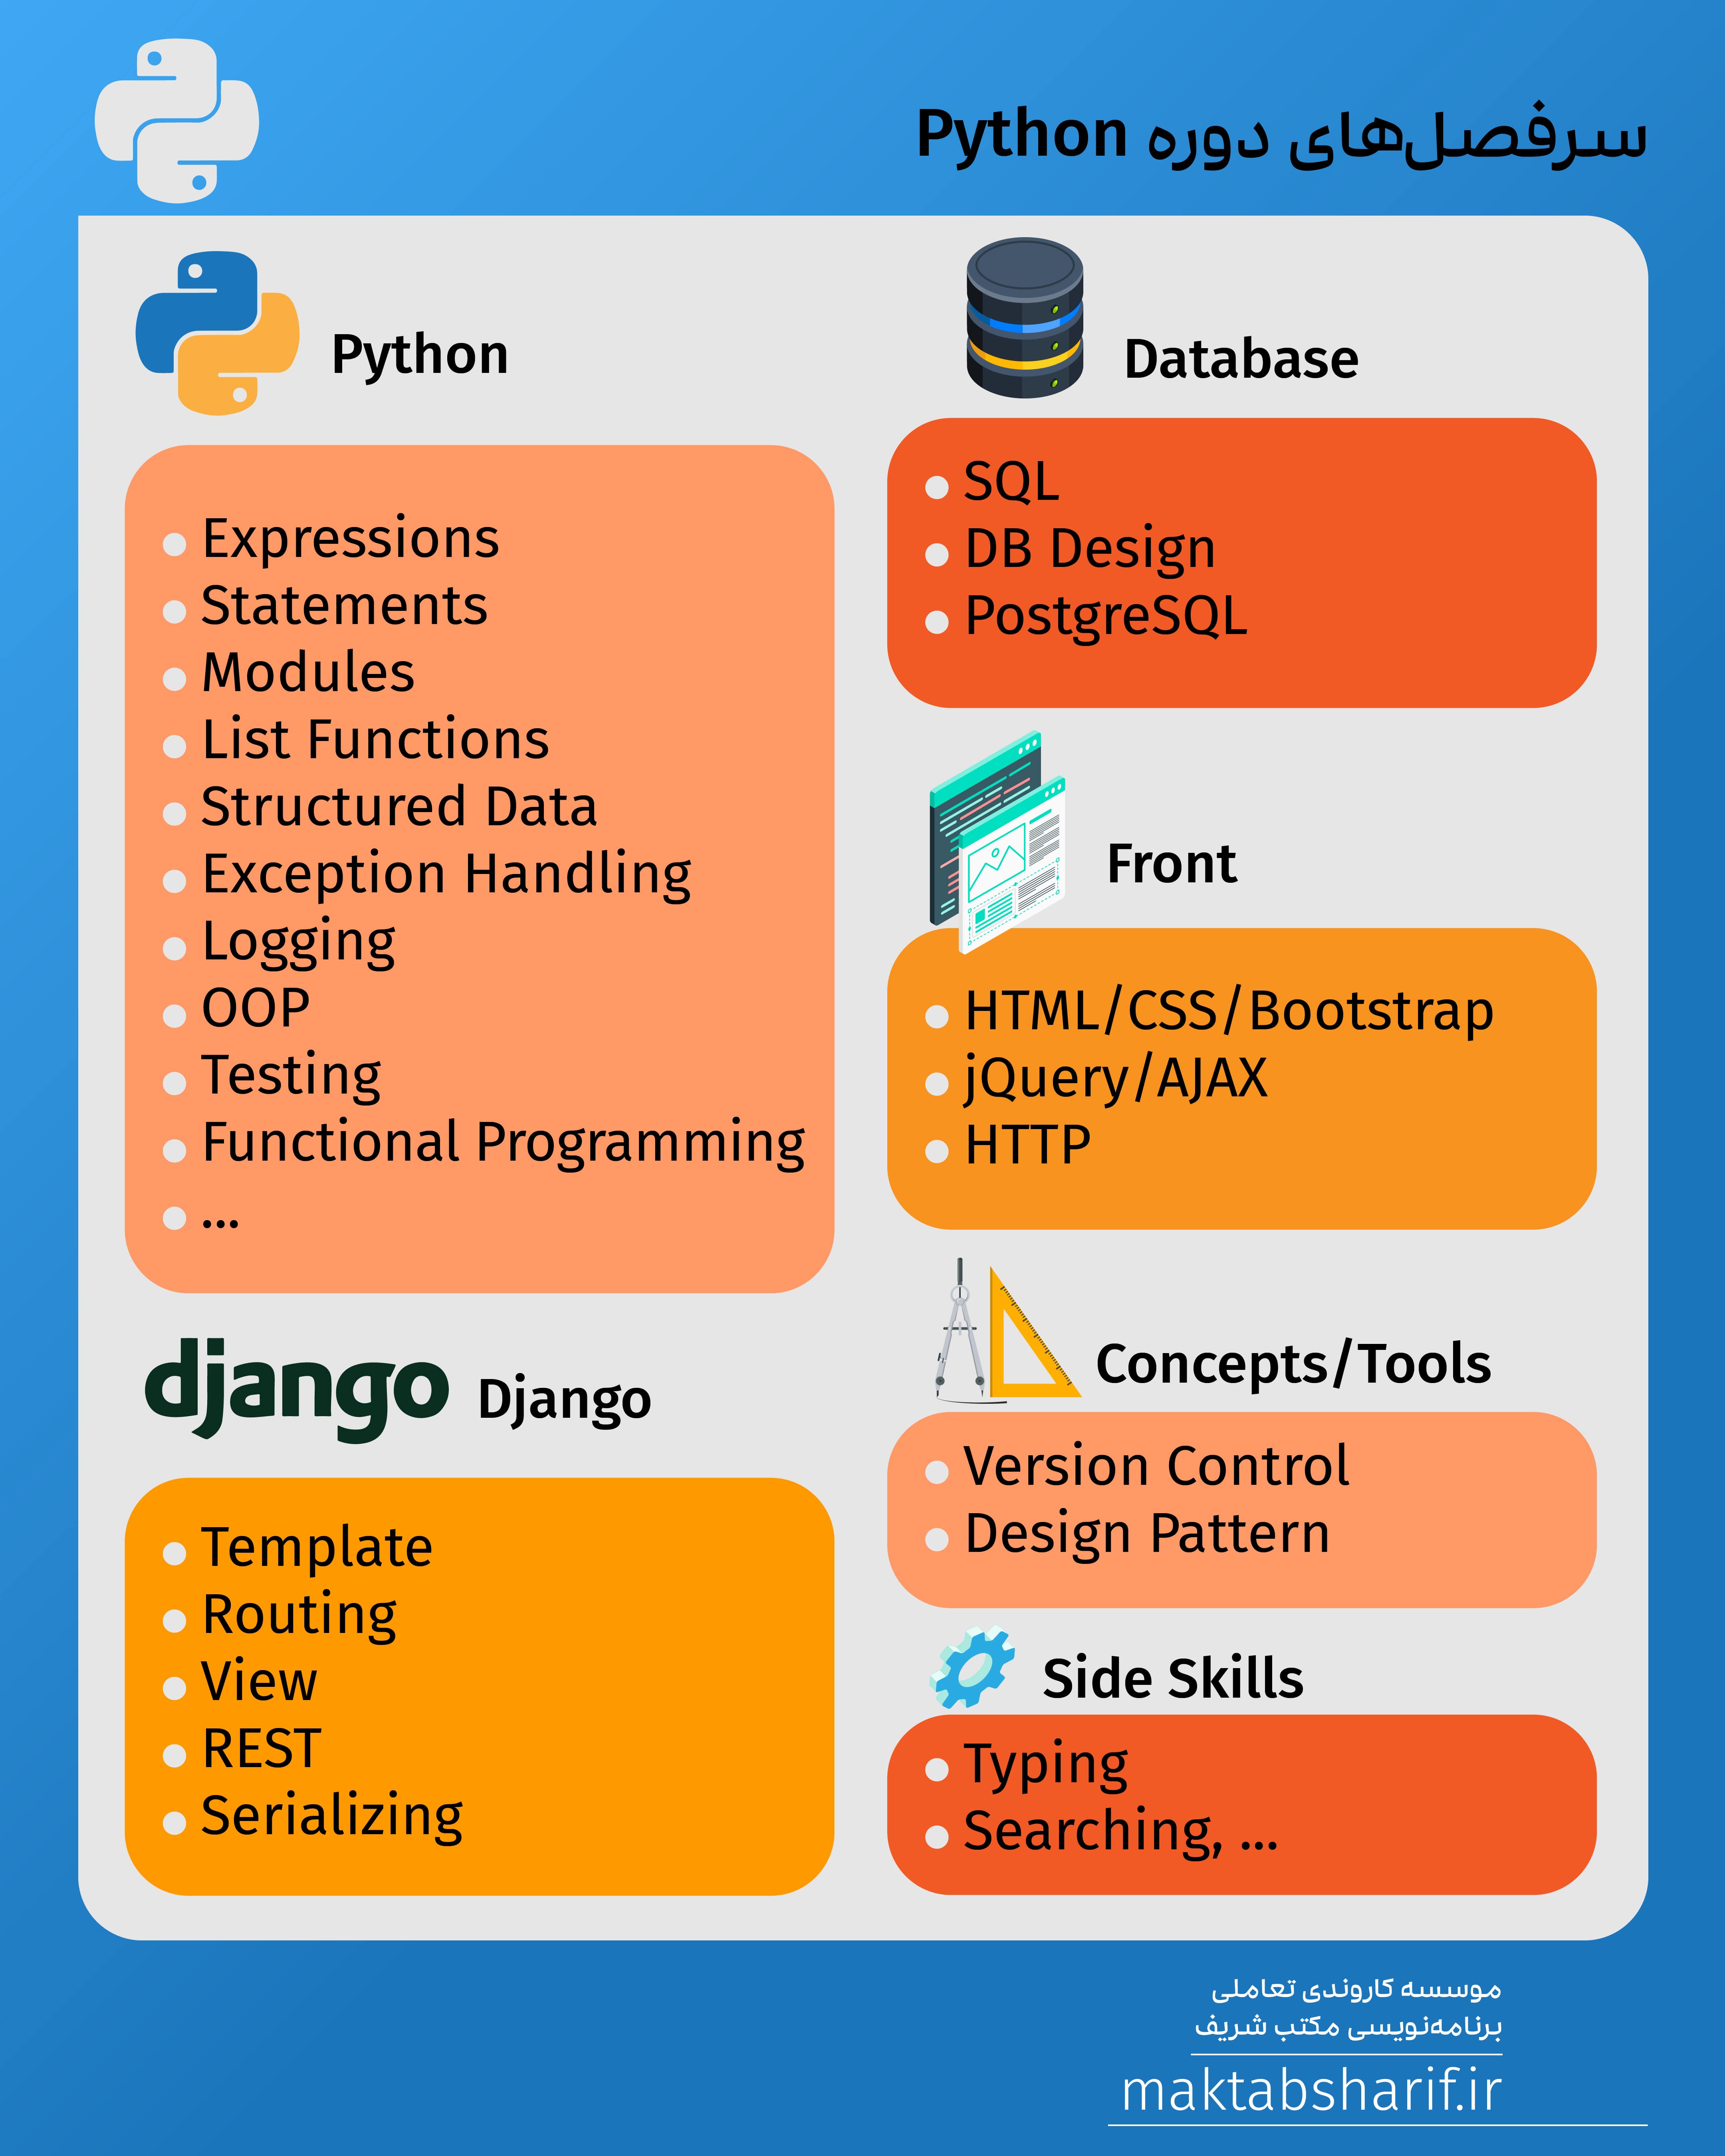 سرفصل‌های دوره Python
Python
Expressions
Statements
Modules
List Functions
Structured Data
Exception Handling
Logging
OOP
Testing
Functional Programming
...
django Django
Template
Routing
View
REST
Serializing
Database
SQL
DB Design
PostgreSQL
Front
HTML/CSS/Bootstrap
jQuery/AJAX
HTTP
Concepts/Tools
Version Control
Design Pattern
Side Skills
Typing
Searching, ...
موسسه کاروندی تعاملی
برنامه‌نویسی مکتب شریف
maktabsharif.ir